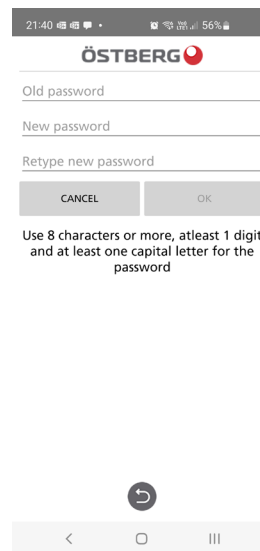 21:40 56%
ÖSTBERG
Old password
New password
Retype new password
CANCEL OK
Use 8 characters or more, atleast 1 digit
and at least one capital letter for the
password